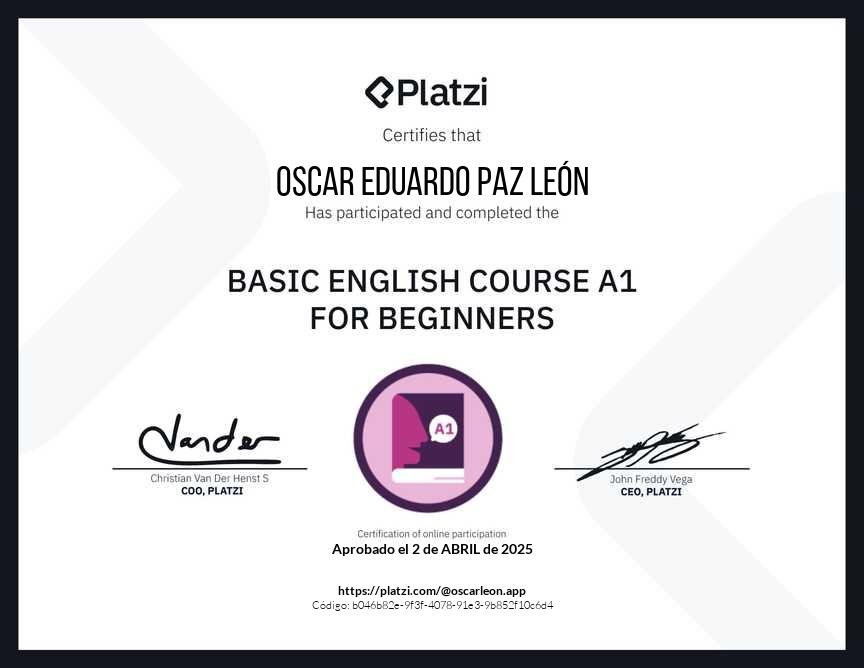 Platzi
Certifies that
OSCAR EDUARDO PAZ LEÓN
Has participated and completed the
BASIC ENGLISH COURSE A1
FOR BEGINNERS
A1
Vander
Christian Van Der Henst S
COO, PLATZI
John Freddy Vega
CEO, PLATZI
Certification of online participation
Aprobado el 2 de ABRIL de 2025
https://platzi.com/@oscarleon.app
Código: b046b82e-9f3f-4078-91e3-9b852f10c6d4